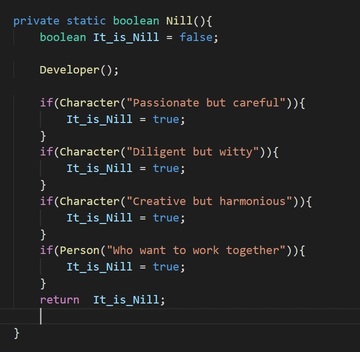 private static boolean Nill(){
boolean It_is_Nill = false;
Developer();
if(Character("Passionate but careful")){
It_is_Nill = true;
}
if(Character("Diligent but witty")){
It_is_Nill = true;
}
if(Character("Creative but harmonious")){
It_is_Nill = true;
}
if(Person("Who want to work together")){
It_is_Nill = true;
}
return  It_is_Nill;
}